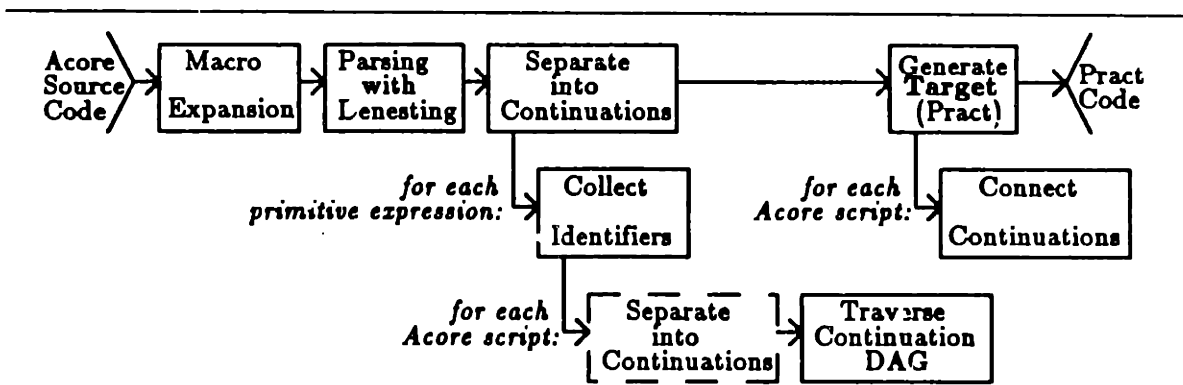 Acore
Source
Code
Macro
Expansion
Parsing
with
Lenesting
Separate
into
Continuations
Generate
Target
(Pract)
Pract
Code
for each
primitive expression:
Collect
Identifiers
for each
Acore script:
Connect
Continuations
for each
Acore script:
Separate
into
Continuations
Traverse
Continuation
DAG